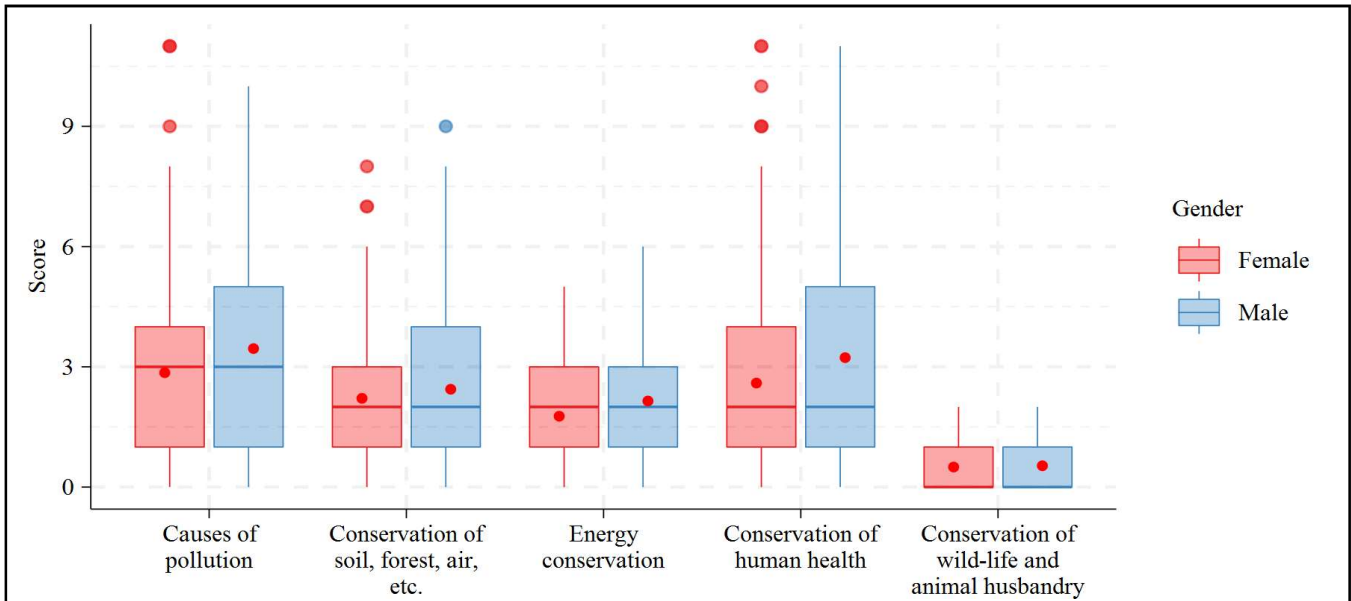 9
6
3
0
Score
Causes of
pollution
Conservation of
soil, forest, air,
etc.
Energy
conservation
Conservation of
human health
Conservation of
wild-life and
animal husbandry
Gender
Female
Male